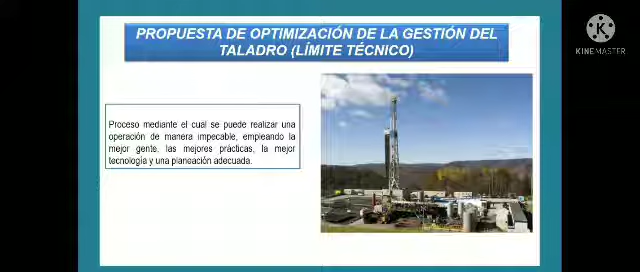 PROPUESTA DE OPTIMIZACIÓN DE LA GESTIÓN DEL
TALADRO (LÍMITE TÉCNICO)
K
KINEMASTER
Proceso mediante el cual se puede realizar una
operación de manera impecable, empleando la
mejor gente, las mejores prácticas, la mejor
tecnología y una planeación adecuada.